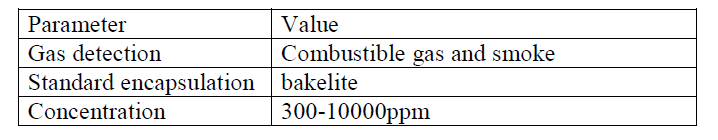 Parameter Value
Gas detection Combustible gas and smoke
Standard encapsulation bakelite
Concentration 300-10000ppm